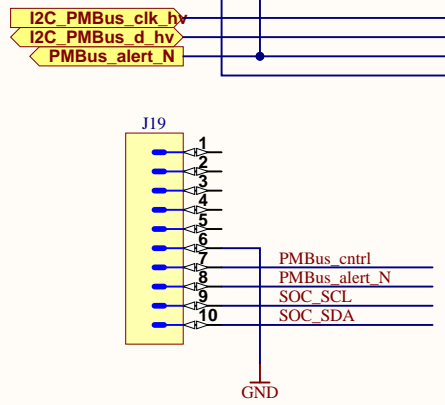 I2C_PMBus_clk_hv
I2C_PMBus_d_hv
PMBus_alert_N
J19
1
2
3
4
5
6
7 PMBus_cntrl
8 PMBus_alert_N
9 SOC_SCL
10 SOC_SDA
GND